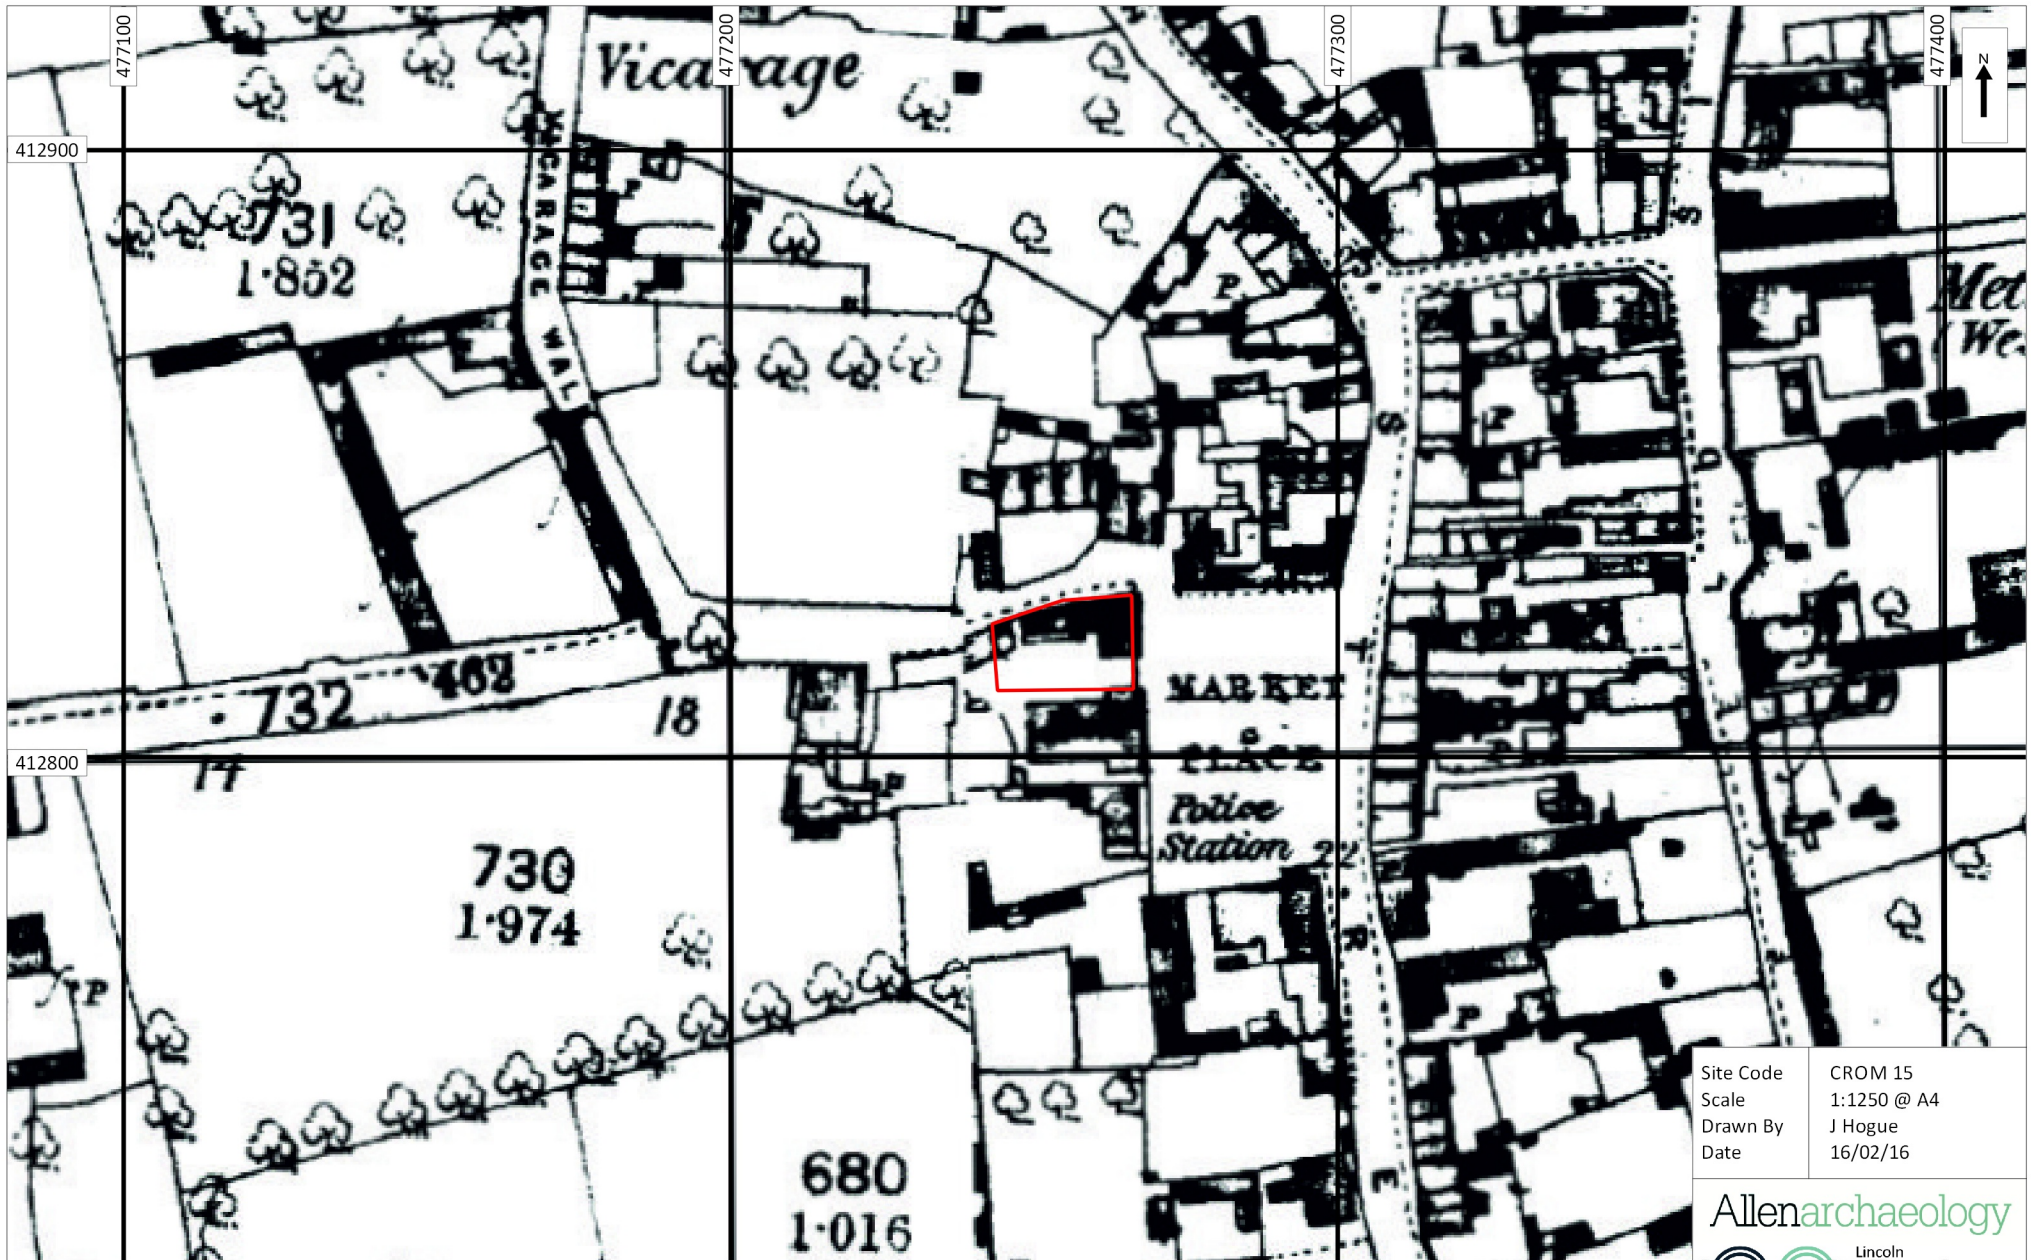 477100
477200
477300
477400
N
Vicarage
412900
VICARAGE WAL
731
1·852
P
3
S
Met
(We
P
P
462
732
18
MARKET
PLACE
412800
14
Police
Station
22
730
1·974
P
P
R
E
680
1·016
Site Code CROM 15
Scale 1:1250 @ A4
Drawn By J Hogue
Date 16/02/16
Allenarchaeology
Lincoln